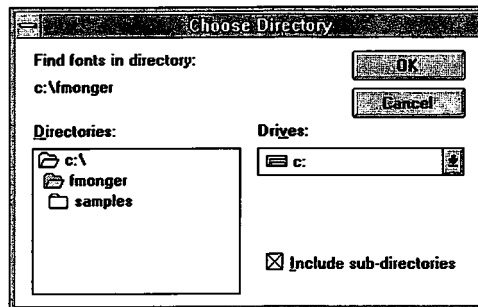 Choose Directory
Find fonts in directory:
c:\fmonger
OK
Cancel
Directories:
Drives:
c:\
fmonger
samples
c:
Include sub-directories